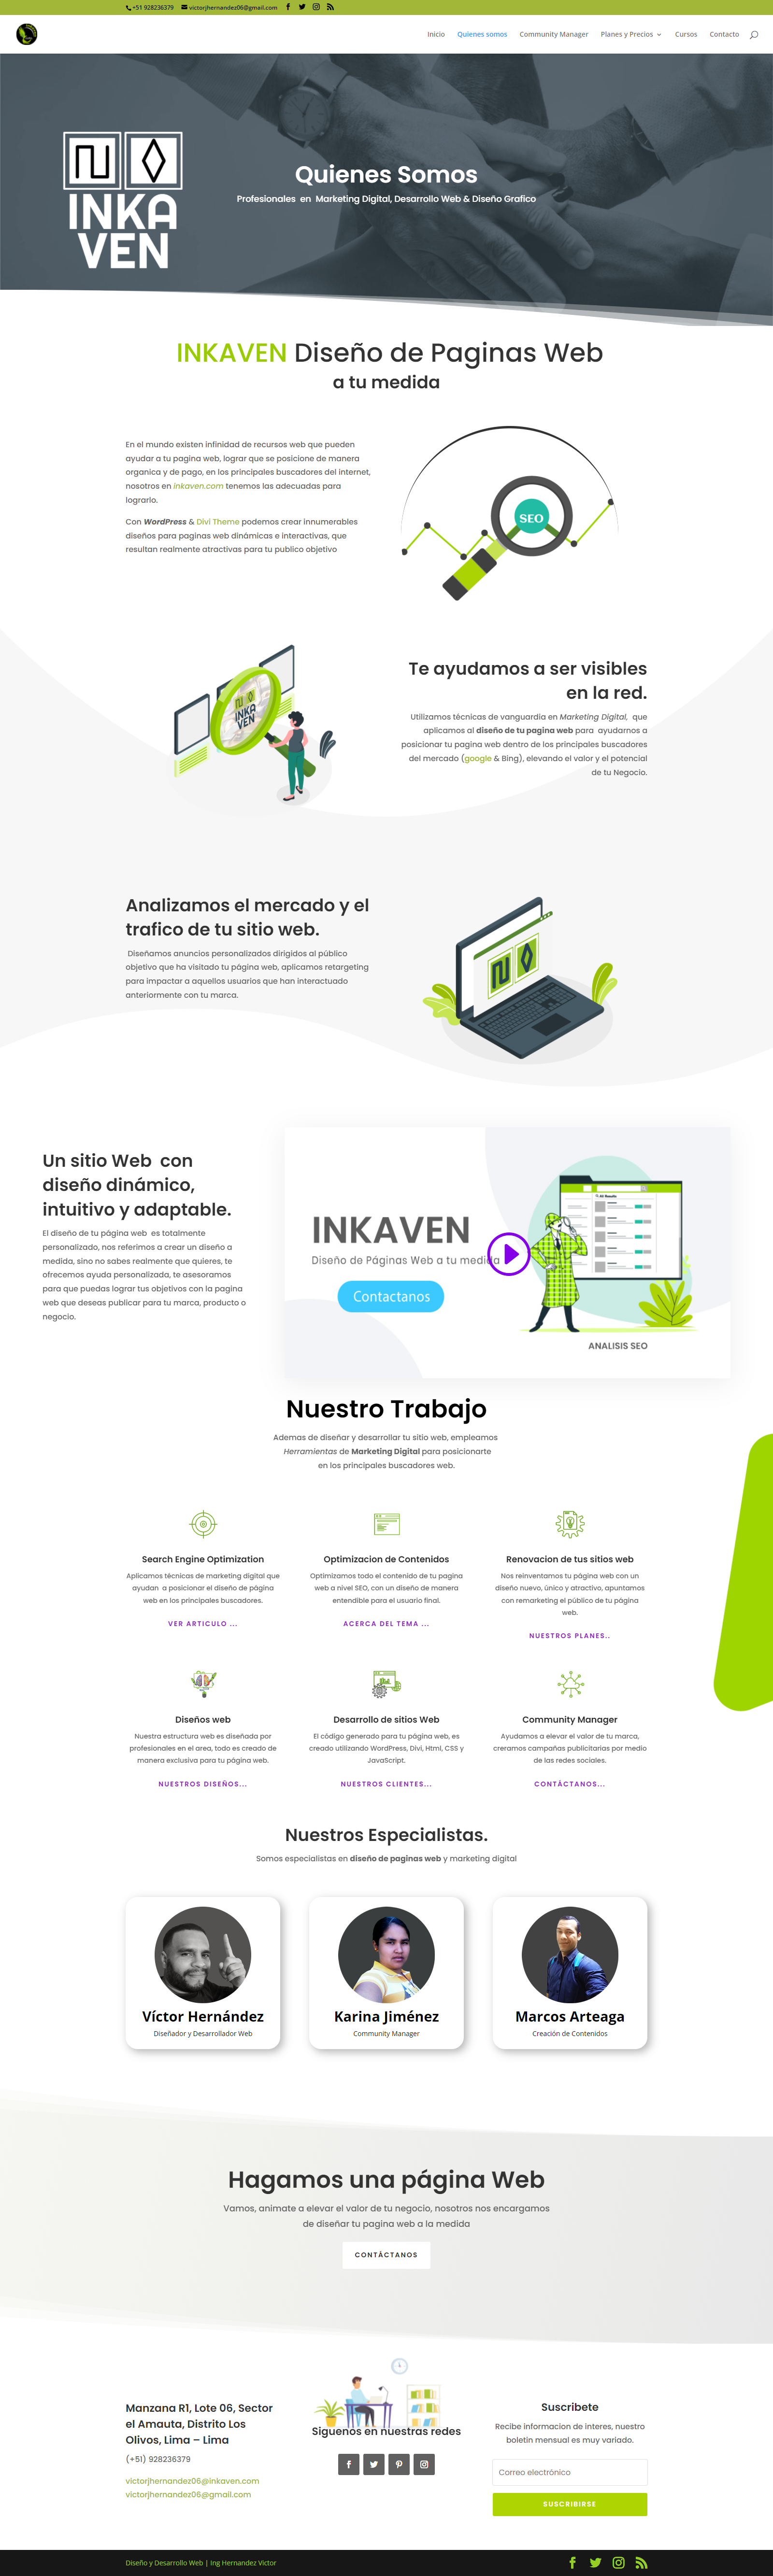 +51 928236379 victorjhernandez06@gmail.com
Inicio Quienes somos Community Manager Planes y Precios Cursos Contacto
INKA
VEN
Quienes Somos
Profesionales en Marketing Digital, Desarrollo Web & Diseño Grafico
INKAVEN Diseño de Paginas Web
a tu medida
En el mundo existen infinidad de recursos web que pueden
ayudar a tu pagina web, lograr que se posicione de manera
organica y de pago, en los principales buscadores del internet,
nosotros en inkaven.com tenemos las adecuadas para
lograrlo.
Con WordPress & Divi Theme podemos crear innumerables
diseños para paginas web dinámicas e interactivas, que
resultan realmente atractivas para tu publico objetivo
SEO
INKA
VEN
Te ayudamos a ser visibles
en la red.
Utilizamos técnicas de vanguardia en Marketing Digital, que
aplicamos al diseño de tu pagina web para ayudarnos a
posicionar tu página web dentro de los principales buscadores
del mercado (google & Bing), elevando el valor y el potencial
de tu Negocio.
Analizamos el mercado y el
trafico de tu sitio web.
Diseñamos anuncios personalizados dirigidos al público
objetivo que ha visitado tu página web, aplicamos retargeting
para impactar a aquellos usuarios que han interactuado
anteriormente con tu marca.
Un sitio Web con
diseño dinámico,
intuitivo y adaptable.
El diseño de tu página web es totalmente
personalizado, nos referimos a crear un diseño a
medida, sino no sabes realmente que quieres, te
ofrecemos ayuda personalizada, te asesoramos
para que puedas lograr tus objetivos con la pagina
web que deseas publicar para tu marca, producto o
negocio.
INKAVEN
Diseño de Páginas Web a tu medida
Contactanos
ANALISIS SEO
Nuestro Trabajo
Ademas de diseñar y desarrollar tu sitio web, empleamos
Herramientas de Marketing Digital para posicionarte
en los principales buscadores web.
Search Engine Optimization
Aplicamos técnicas de marketing digital que
ayudan a posicionar el diseño de página
web en los principales buscadores.
VER ARTICULO ...
Optimizacion de Contenidos
Optimizamos todo el contenido de tu pagina
web a nivel SEO, con un diseño de manera
entendible para el usuario final.
ACERCA DEL TEMA ...
Renovacion de tus sitios web
Nos reinventamos tu página web con un
diseño nuevo, único y atractivo, apuntamos
con remarketing el público de tu página
web.
NUESTROS PLANES..
Diseños web
Nuestra estructura web es diseñada por
profesionales en el area, todo es creado de
manera exclusiva para tu página web.
NUESTROS DISEÑOS...
Desarrollo de sitios Web
El código generado para tu página web, es
creado utilizando WordPress, Divi, Html, CSS y
JavaScript.
NUESTROS CLIENTES...
Community Manager
Ayudamos a elevar el valor de tu marca,
creramos campañas publicitarias por medio
de las redes sociales.
CONTÁCTANOS...
Nuestros Especialistas.
Somos especialistas en diseño de paginas web y marketing digital
Víctor Hernández
Diseñador y Desarrollador Web
Karina Jiménez
Community Manager
Marcos Arteaga
Creación de Contenidos
Hagamos una página Web
Vamos, animate a elevar el valor de tu negocio, nosotros nos encargamos
de diseñar tu pagina web a la medida
CONTÁCTANOS
Manzana R1, Lote 06, Sector
el Amauta, Distrito Los
Olivos, Lima – Lima
(+51) 928236379
victorjhernandez06@inkaven.com
victorjhernandez06@gmail.com
Siguenos en nuestras redes
Suscribete
Recibe informacion de interes, nuestro
boletin mensual es muy variado.
Correo electrónico
SUSCRIBIRSE
Diseño y Desarrollo Web | Ing Hernandez Victor